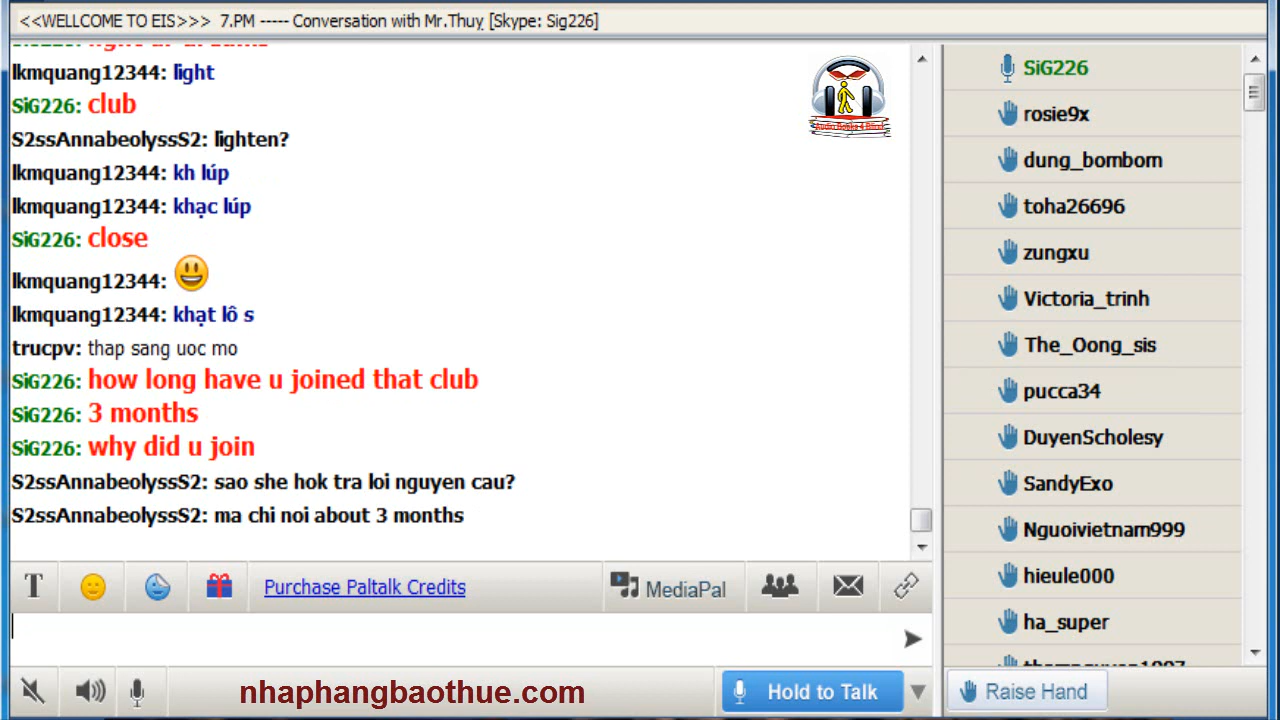 <<WELLCOME TO EIS>>> 7.PM ----- Conversation with Mr.Thuy [Skype: Sig226]
lkmquang12344: light
SiG226: club
S2ssAnnabeolyssS2: lighten?
lkmquang12344: kh lúp
lkmquang12344: khạc lúp
SiG226: close
lkmquang12344:
lkmquang12344: khạt lô s
trucpv: thap sang uoc mo
SiG226: how long have u joined that club
SiG226: 3 months
SiG226: why did u join
S2ssAnnabeolyssS2: sao she hok tra loi nguyen cau?
S2ssAnnabeolyssS2: ma chi noi about 3 months
T
Purchase Paltalk Credits
MediaPal
nhaphangbaothue.com
Hold to Talk
SiG226
rosie9x
dung_bombom
toha26696
zungxu
Victoria_trinh
The_Oong_sis
pucca34
DuyenScholesy
SandyExo
Nguoivietnam999
hieule000
ha_super
Raise Hand